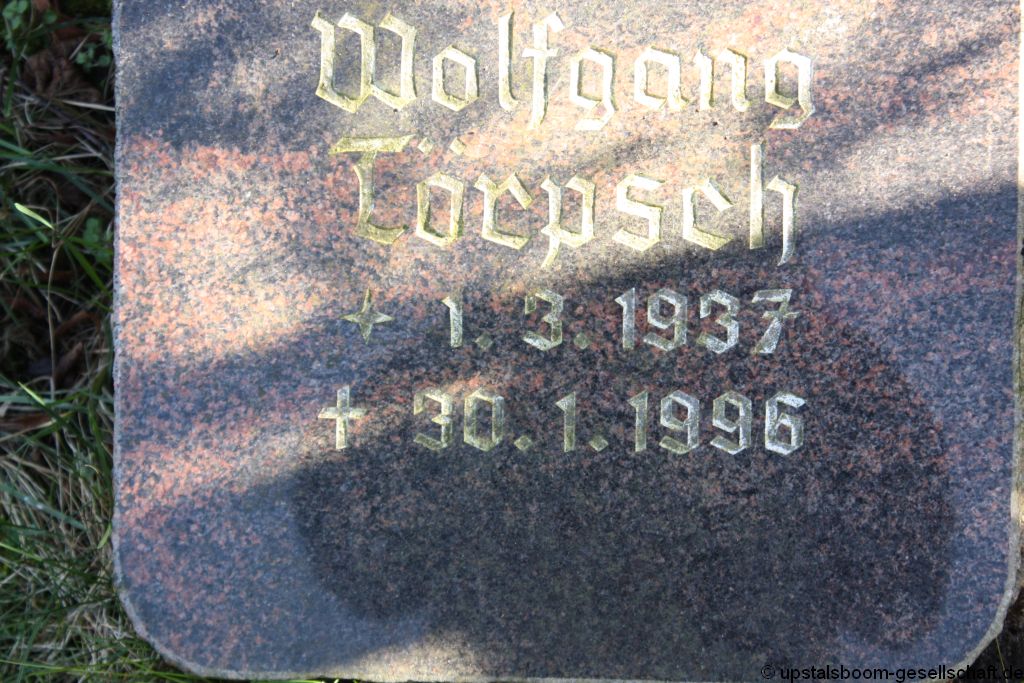 Wolfgang
Törpsch
1. 3. 1937
† 30. 1. 1996
© upstalsboom-gesellschaft.de